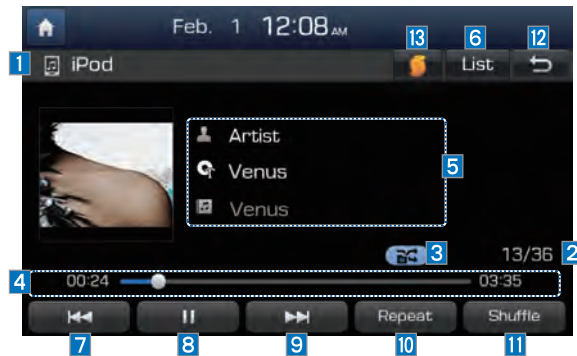 Feb. 1 12:08 AM
13 6 12
1 iPod List
Artist
Venus 5
Venus
3 13/36 2
4 00:24 03:35
Repeat Shuffle
7 8 9 10 11